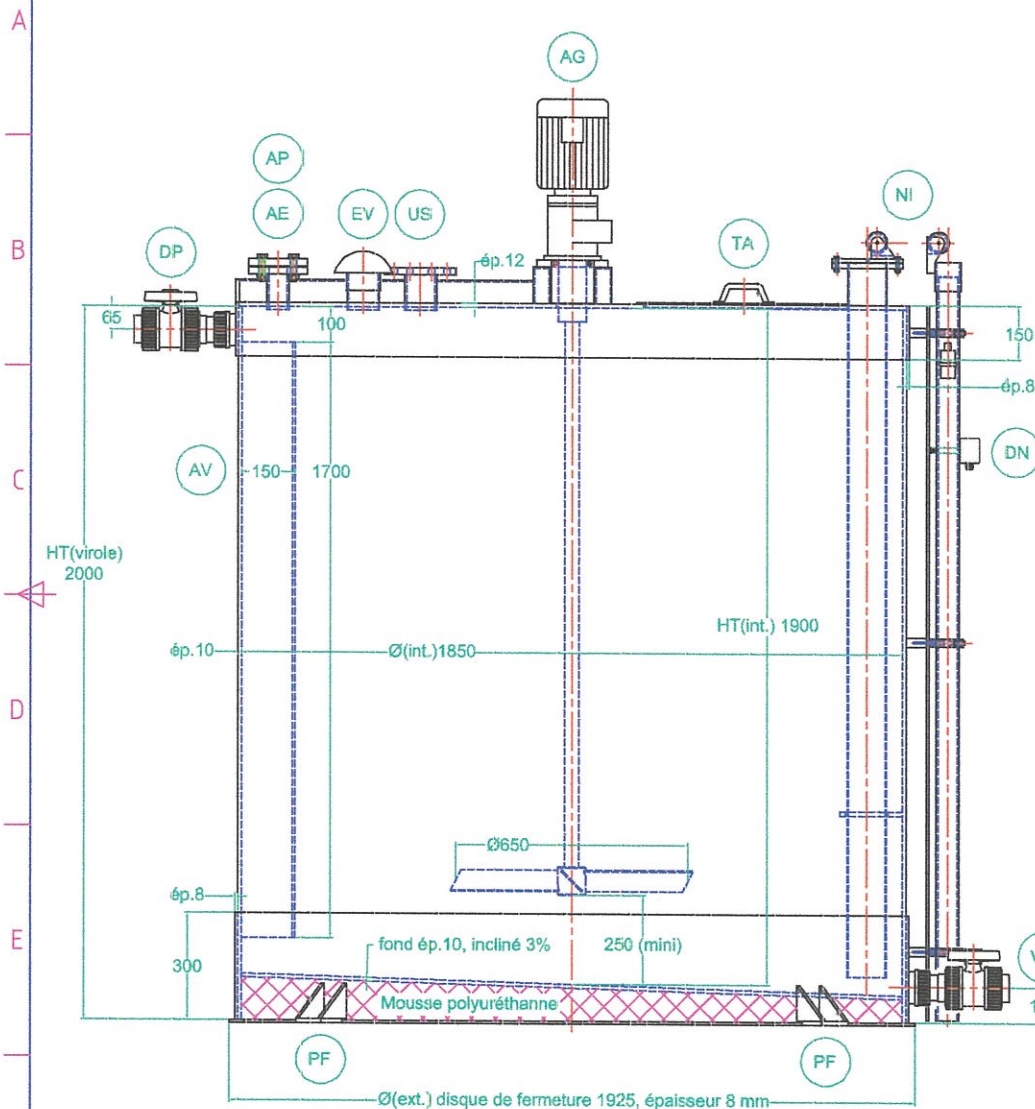 A
AG
AP
AE
EV
US
NI
B
DP
TA
ép.12
65
100
150
ép.8
C
AV
150
1700
DN
HT(virole)
2000
HT(int.) 1900
ép.10
Ø(int.)1850
D
Ø650
ép.8
E
300
fond ép.10, incliné 3%
250 (mini)
Mousse polyuréthanne
PF
PF
Ø(ext.) disque de fermeture 1925, épaisseur 8 mm